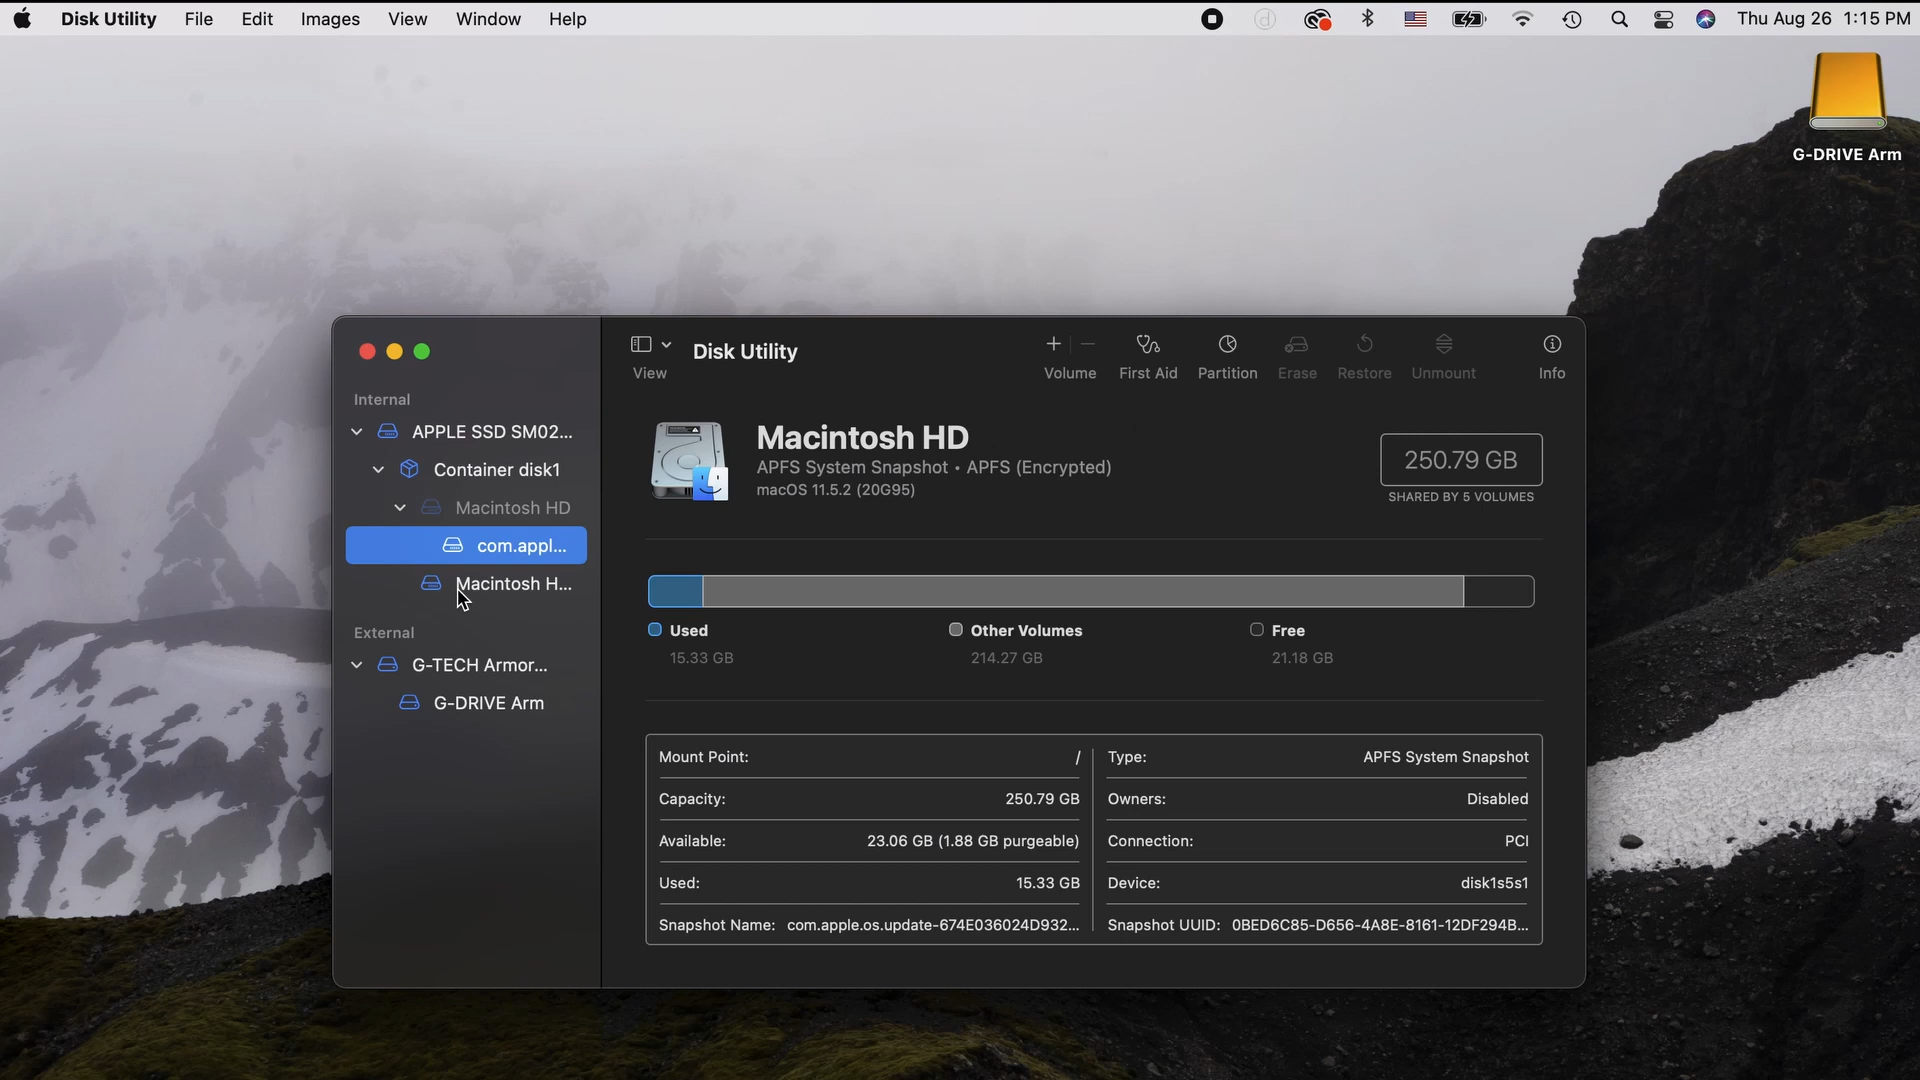 Disk Utility File Edit Images View Window Help Thu Aug 26 1:15 PM
G-DRIVE Arm
Internal
APPLE SSD SM02...
Container disk1
Macintosh HD
com.appl...
Macintosh H...
External
G-TECH Armor...
G-DRIVE Arm
View
Disk Utility
Volume First Aid Partition Erase Restore Unmount Info
Macintosh HD
APFS System Snapshot • APFS (Encrypted)
macOS 11.5.2 (20G95)
250.79 GB
SHARED BY 5 VOLUMES
Used
15.33 GB
Other Volumes
214.27 GB
Free
21.18 GB
Mount Point: /
Capacity: 250.79 GB
Available: 23.06 GB (1.88 GB purgeable)
Used: 15.33 GB
Snapshot Name: com.apple.os.update-674E036024D932...
Type: APFS System Snapshot
Owners: Disabled
Connection: PCI
Device: disk1s5s1
Snapshot UUID: 0BED6C85-D656-4A8E-8161-12DF294B...